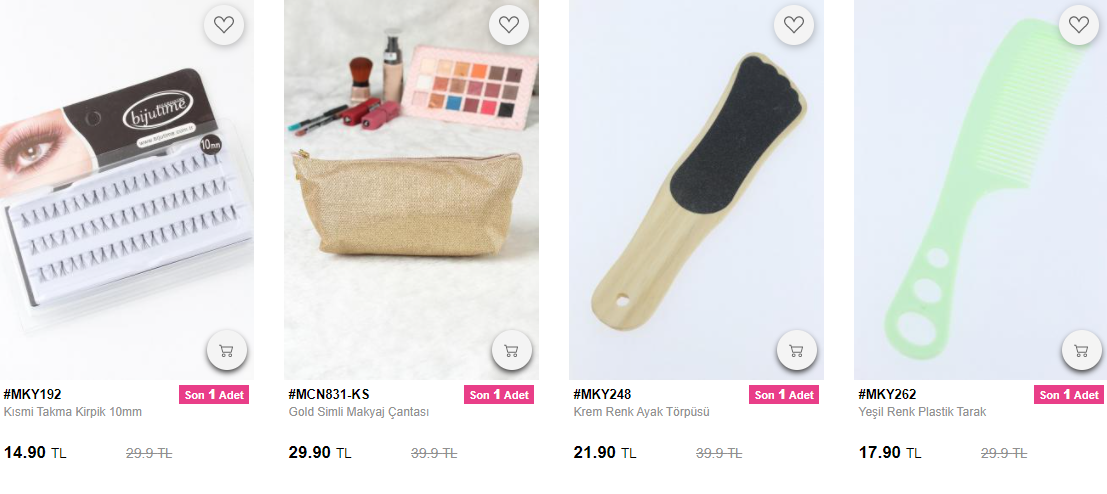 bijutime
www.bijutime.com.tr
10mm
#MKY192
Son 1 Adet
Kısmi Takma Kirpik 10mm
14.90 TL
29.9 TL
#MCN831-KS
Son 1 Adet
Gold Simli Makyaj Çantası
29.90 TL
39.9 TL
#MKY248
Son 1 Adet
Krem Renk Ayak Törpüsü
21.90 TL
39.9 TL
#MKY262
Son 1 Adet
Yeşil Renk Plastik Tarak
17.90 TL
29.9 TL